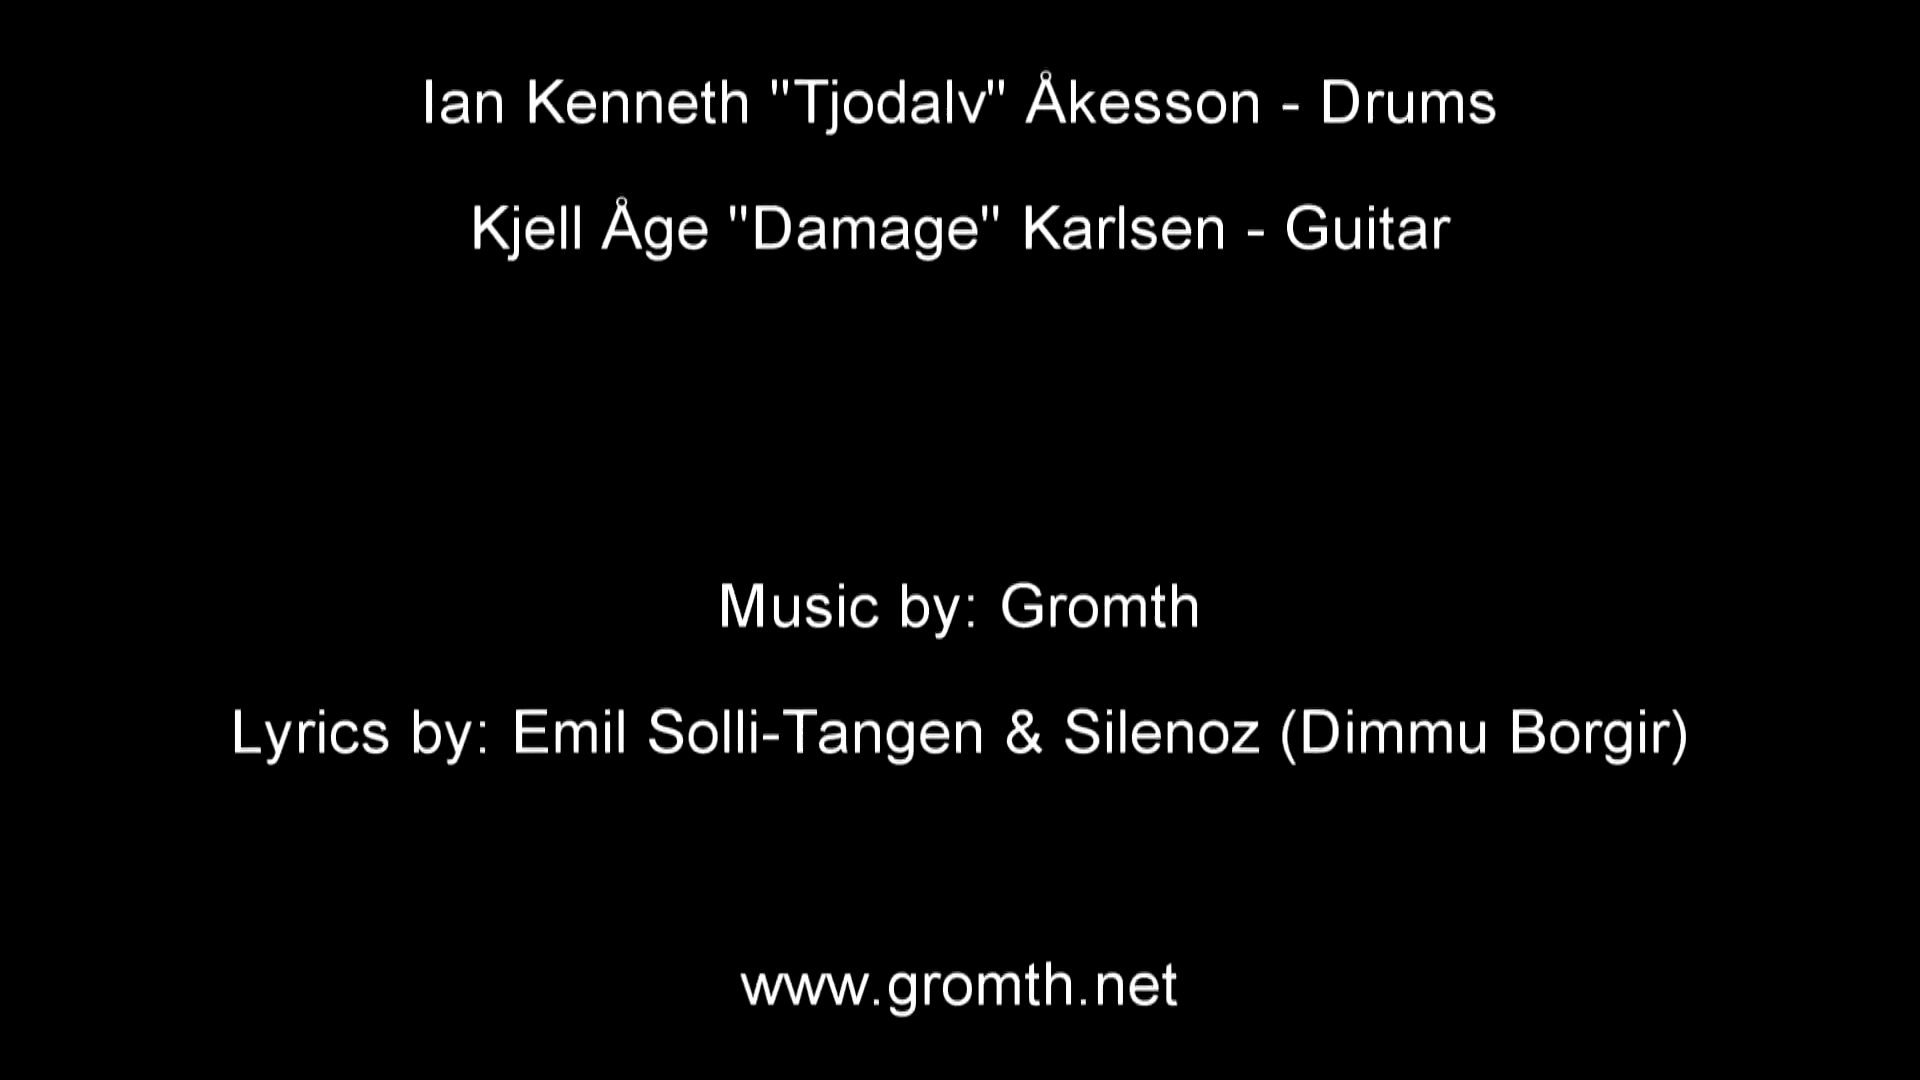 Ian Kenneth "Tjodalv" Åkesson - Drums
Kjell Åge "Damage" Karlsen - Guitar
Music by: Gromth
Lyrics by: Emil Solli-Tangen & Silenoz (Dimmu Borgir)
www.gromth.net